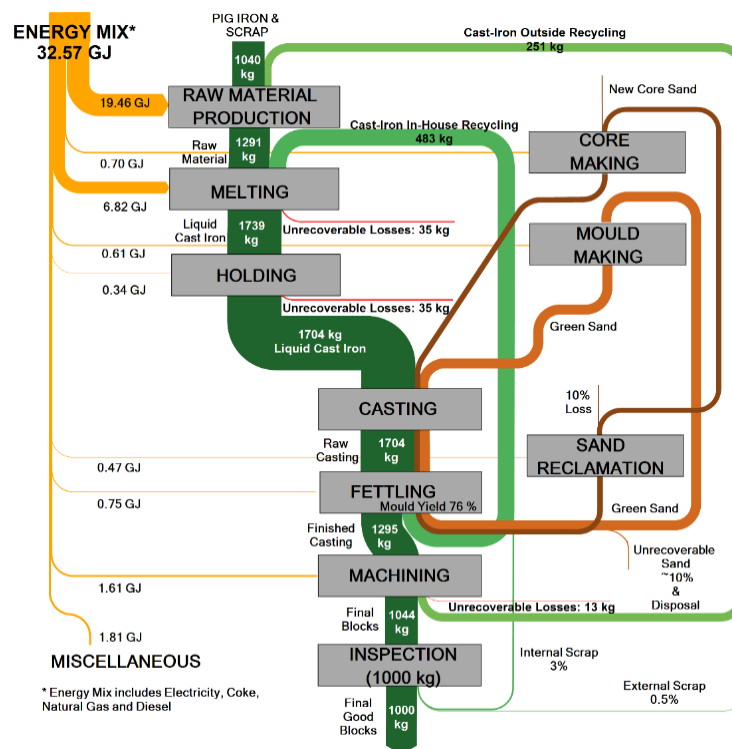 PIG IRON &
SCRAP
ENERGY MIX*
32.57 GJ
Cast-Iron Outside Recycling
251 kg
1040
kg
19.46 GJ
RAW MATERIAL
PRODUCTION
New Core Sand
Cast-Iron In-House Recycling
483 kg
Raw
Material
1291
kg
CORE
MAKING
0.70 GJ
MELTING
6.82 GJ
Liquid
Cast Iron
1739
kg
Unrecoverable Losses: 35 kg
MOULD
MAKING
0.61 GJ
HOLDING
0.34 GJ
Unrecoverable Losses: 35 kg
1704 kg
Liquid Cast Iron
Green Sand
CASTING
10%
Loss
Raw
Casting
1704
kg
SAND
RECLAMATION
0.47 GJ
FETTLING
Mould Yield 76 %
0.75 GJ
Green Sand
Finished
Casting
1295
kg
Unrecoverable
Sand
~10%
&
Disposal
MACHINING
1.61 GJ
Unrecoverable Losses: 13 kg
Final
Blocks
1044
kg
1.81 GJ
MISCELLANEOUS
INSPECTION
(1000 kg)
Internal Scrap
3%
External Scrap
0.5%
* Energy Mix includes Electricity, Coke,
Natural Gas and Diesel
Final
Good
Blocks
1000
kg